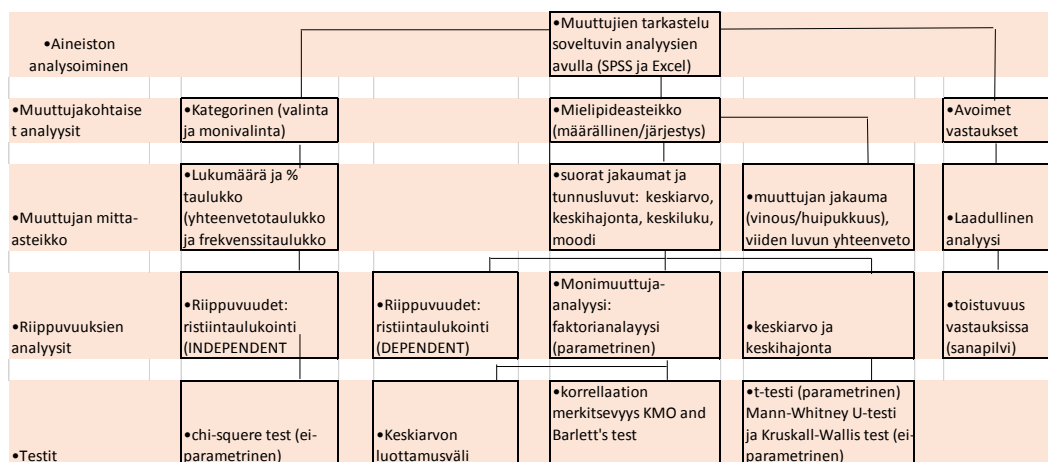 •Aineiston
analysoiminen
•Muuttujien tarkastelu
soveltuvin analyysien
avulla (SPSS ja Excel)
•Muuttujakohtaise
t analyysit
•Kategorinen (valinta
ja monivalinta)
•Mielipideasteikko
(määrällinen/järjestys)
•Avoimet
vastaukset
•Muuttujan mitta-
asteikko
•Lukumäärä ja %
taulukko
(yhteenvetotaulukko
ja frekvenssitaulukko
•suorat jakaumat ja
tunnusluvut: keskiarvo,
keskihajonta, keskiluku,
moodi
•muuttujan jakauma
(vinous/huipukkuus),
viiden luvun yhteenveto
•Laadullinen
analyysi
•Riippuvuuksien
analyysit
•Riippuvuudet:
ristiintaulukointi
(INDEPENDENT
•Riippuvuudet:
ristiintaulukointi
(DEPENDENT)
•Monimuuttuja-
analyysi:
faktorianalayysi
(parametrinen)
•keskiarvo ja
keskihajonta
•toistuvuus
vastauksissa
(sanapilvi)
•Testit
•chi-squere test (ei-
parametrinen)
•Keskiarvon
luottamusväli
•korrellaation
merkitsevyys KMO and
Barlett's test
•t-testi (parametrinen)
Mann-Whitney U-testi
ja Kruskall-Wallis test (ei-
parametrinen)